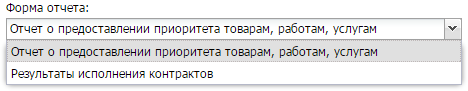 Форма отчета:
Отчет о предоставлении приоритета товарам, работам, услугам
Отчет о предоставлении приоритета товарам, работам, услугам
Результаты исполнения контрактов